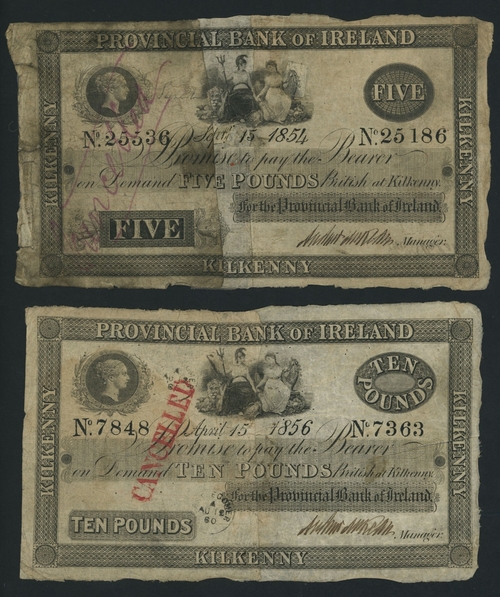 PROVINCIAL BANK OF IRELAND
FIVE
No. 25536 Septr. 15 1854 No. 25186
Promise to pay the Bearer
on Demand FIVE POUNDS British at Kilkenny.
For the Provincial Bank of Ireland.
FIVE
Manager.
KILKENNY
KILKENNY
KILKENNY
Cancelled
PROVINCIAL BANK OF IRELAND
TEN
POUNDS
No. 7848 April 15 1856 No. 7363
Promise to pay the Bearer
on Demand TEN POUNDS British at Kilkenny.
For the Provincial Bank of Ireland.
TEN POUNDS
Manager.
KILKENNY
KILKENNY
KILKENNY
CANCELLED